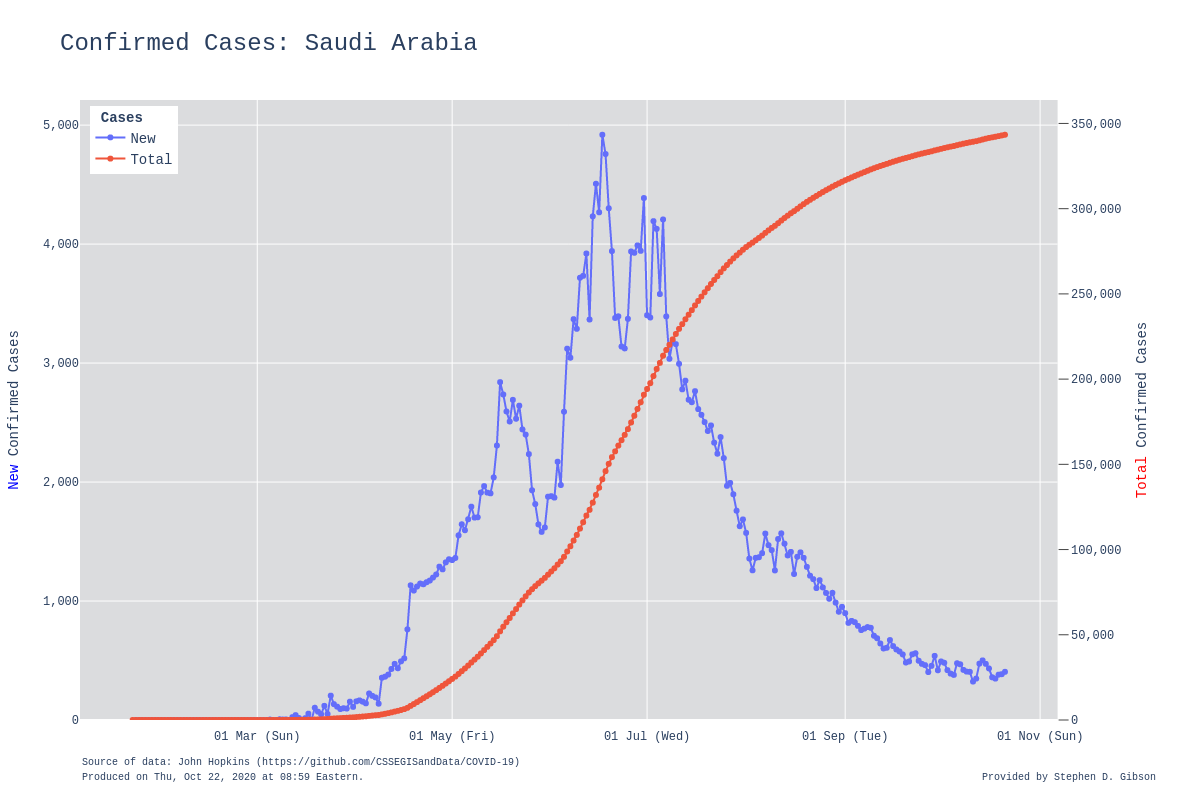 Confirmed Cases: Saudi Arabia
Cases
New
Total
5,000
4,000
3,000
2,000
1,000
0
350,000
300,000
250,000
200,000
150,000
100,000
50,000
0
New Confirmed Cases
Total Confirmed Cases
01 Mar (Sun)
01 May (Fri)
01 Jul (Wed)
01 Sep (Tue)
01 Nov (Sun)
Source of data: John Hopkins (https://github.com/CSSEGISandData/COVID-19)
Produced on Thu, Oct 22, 2020 at 08:59 Eastern.
Provided by Stephen D. Gibson